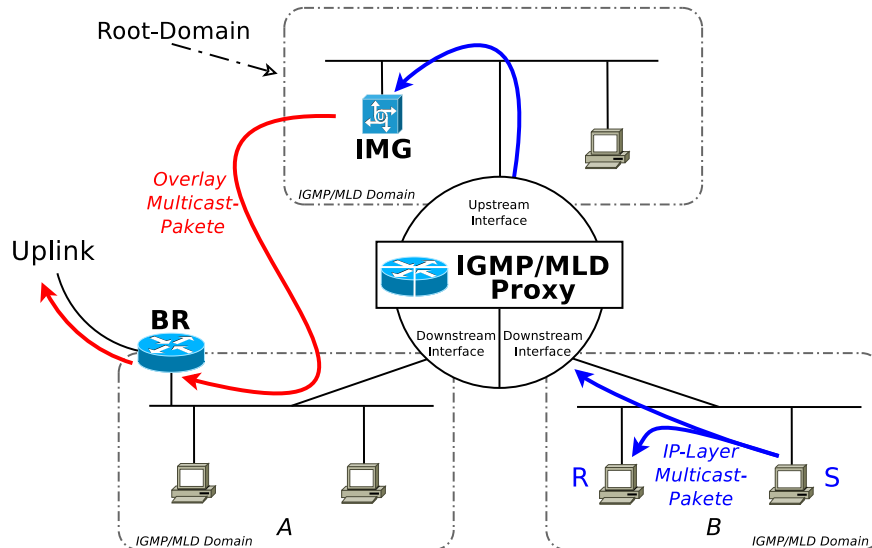 Root-Domain
IMG
IGMP/MLD Domain
Overlay
Multicast-
Pakete
Upstream
Interface
Uplink
IGMP/MLD
Proxy
BR
Downstream
Interface
Downstream
Interface
R
IP-Layer
Multicast-
Pakete
S
A
IGMP/MLD Domain
B
IGMP/MLD Domain